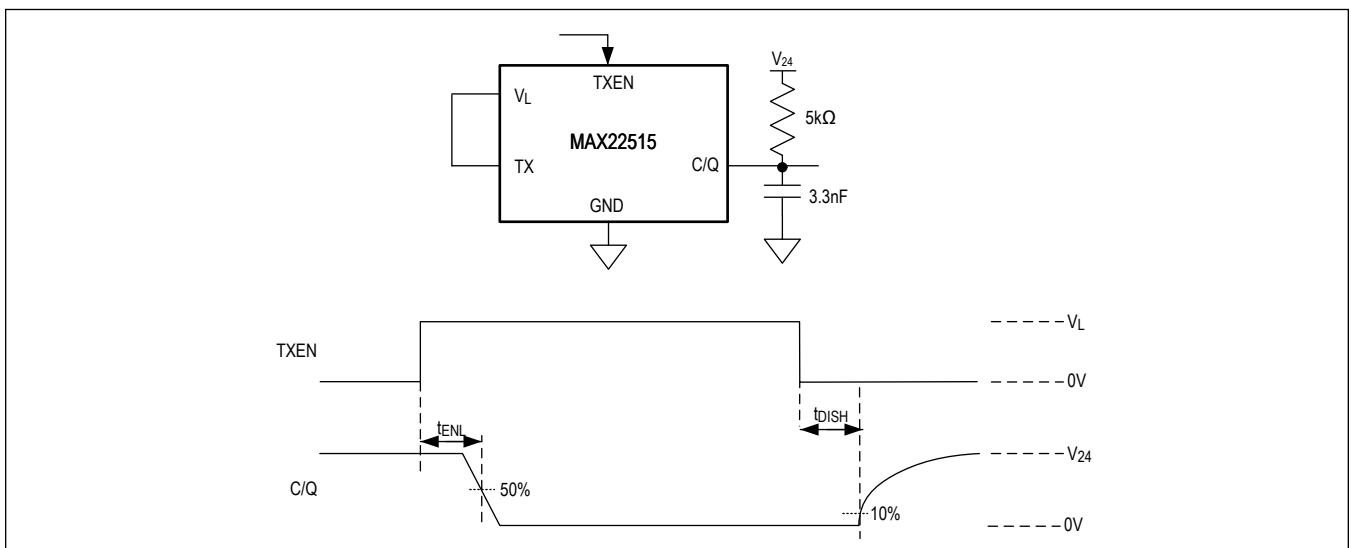 V24
TXEN
VL
5kΩ
MAX22515
TX
C/Q
3.3nF
GND
VL
TXEN
0V
tENL
tDISH
V24
C/Q
50%
10%
0V